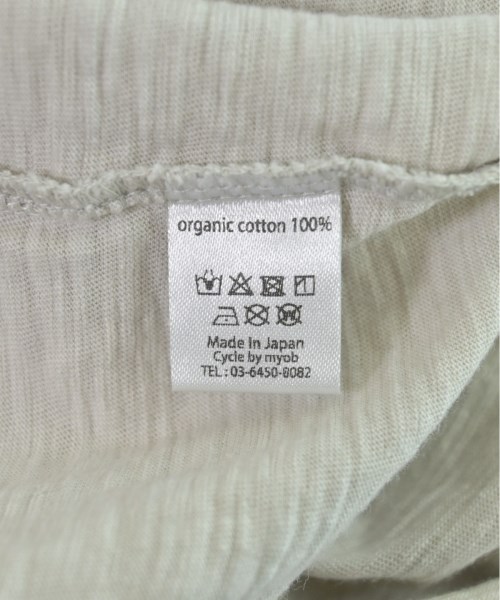 organic cotton 100%
Made In Japan
Cycle by myob
TEL : 03-6450-8082